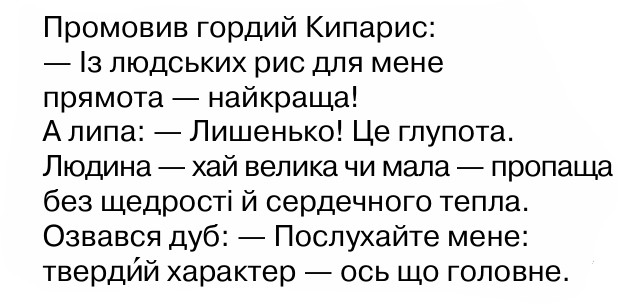 Промовив гордий Кипарис:
— Із людських рис для мене
прямота — найкраща!
А липа: — Лишенько! Це глупота.
Людина — хай велика чи мала — пропаща
без щедрості й сердечного тепла.
Озвався дуб: — Послухайте мене:
тверди́й характер — ось що головне.